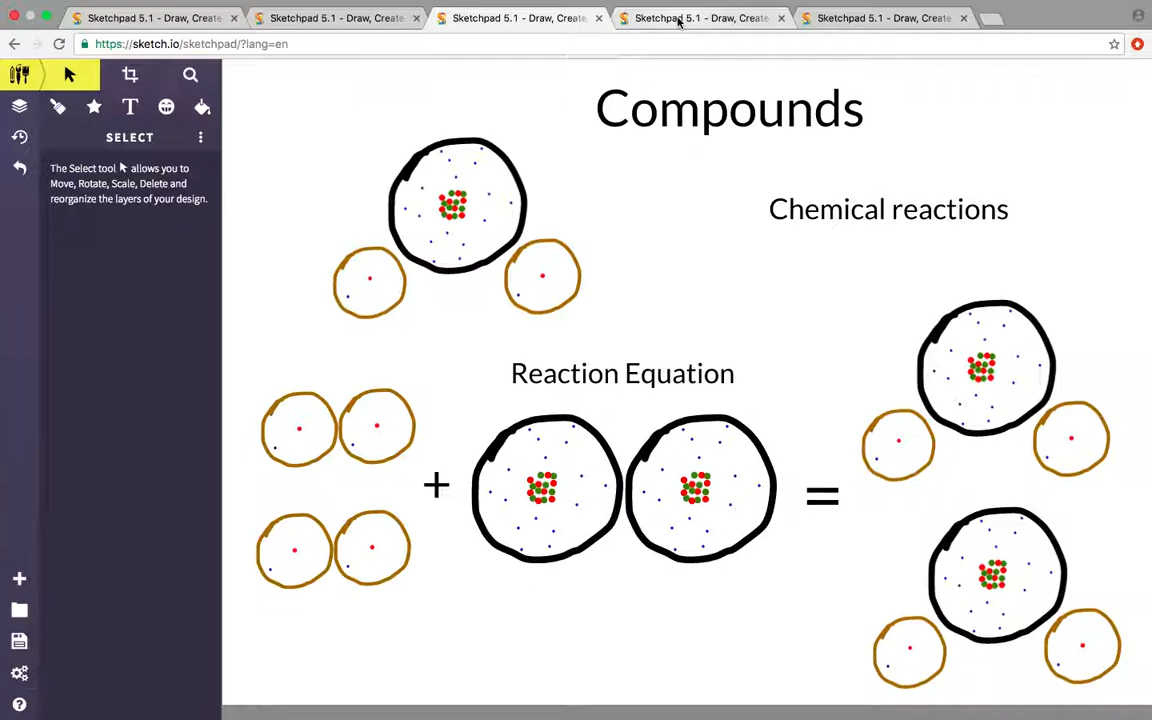 Sketchpad 5.1 - Draw, Create
Sketchpad 5.1 - Draw, Create
Sketchpad 5.1 - Draw, Create
Sketchpad 5.1 - Draw, Create
Sketchpad 5.1 - Draw, Create
https://sketch.io/sketchpad/?lang=en
SELECT
The Select tool allows you to
Move, Rotate, Scale, Delete and
reorganize the layers of your design.
Compounds
Chemical reactions
Reaction Equation
+
=